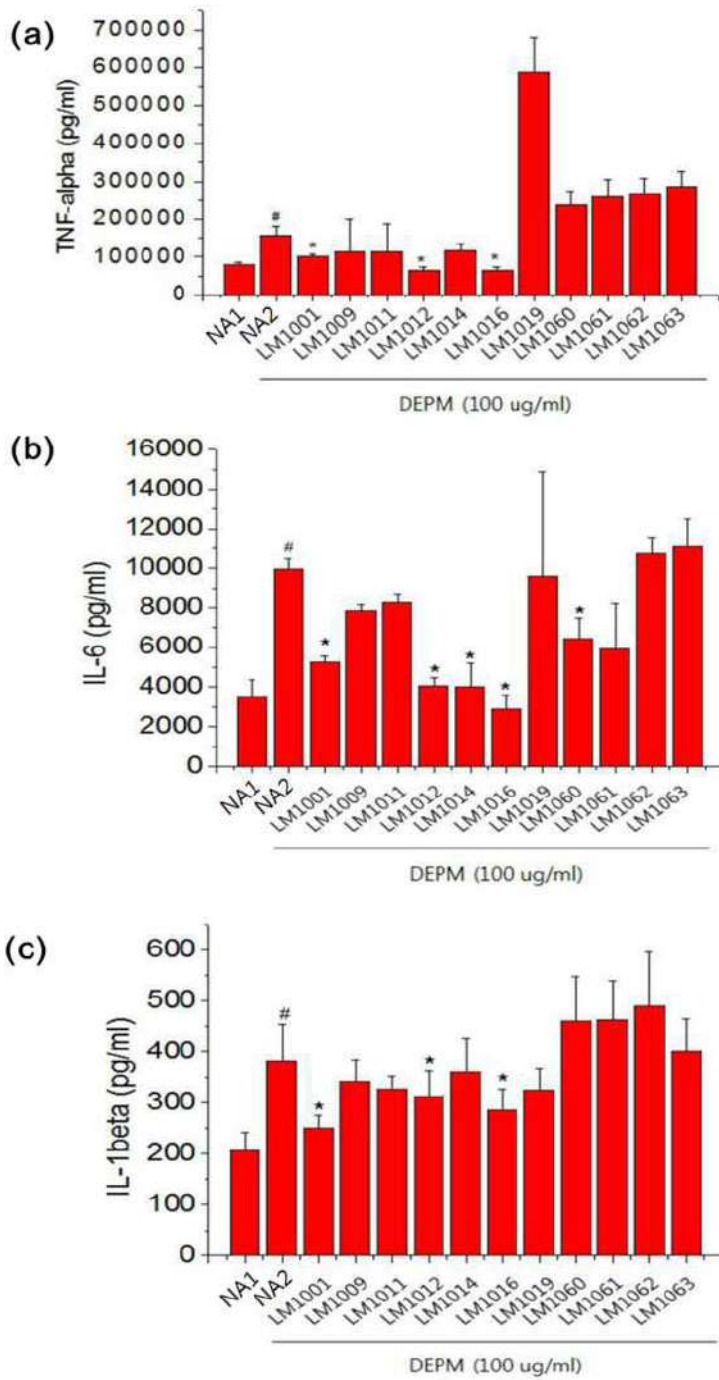 (a)
TNF-alpha (pg/ml)
700000
600000
500000
400000
300000
200000
100000
0
#
*
*
*
NA1
NA2
LM1001
LM1009
LM1011
LM1012
LM1014
LM1016
LM1019
LM1060
LM1061
LM1062
LM1063
DEPM (100 ug/ml)
(b)
IL-6 (pg/ml)
16000
14000
12000
10000
8000
6000
4000
2000
0
#
*
*
*
*
*
NA1
NA2
LM1001
LM1009
LM1011
LM1012
LM1014
LM1016
LM1019
LM1060
LM1061
LM1062
LM1063
DEPM (100 ug/ml)
(c)
IL-1beta (pg/ml)
600
500
400
300
200
100
0
#
*
*
*
NA1
NA2
LM1001
LM1009
LM1011
LM1012
LM1014
LM1016
LM1019
LM1060
LM1061
LM1062
LM1063
DEPM (100 ug/ml)